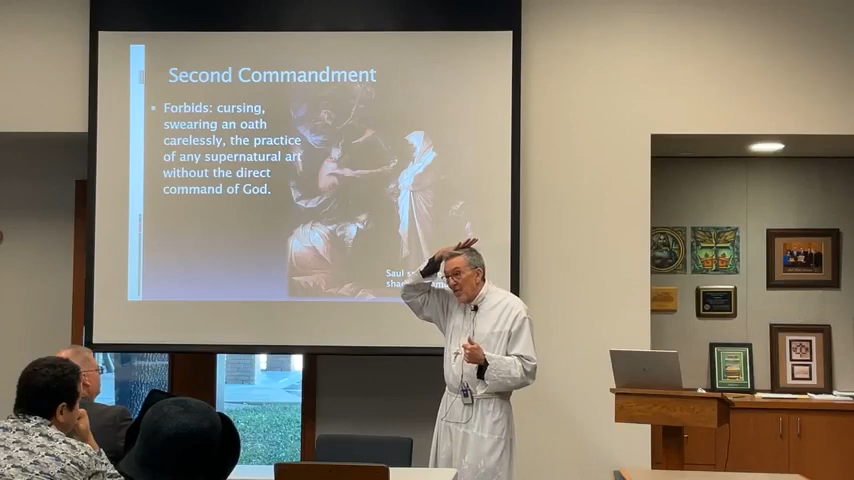 Second Commandment
Forbids: cursing,
swearing an oath
carelessly, the practice
of any supernatural art
without the direct
command of God.
Saul